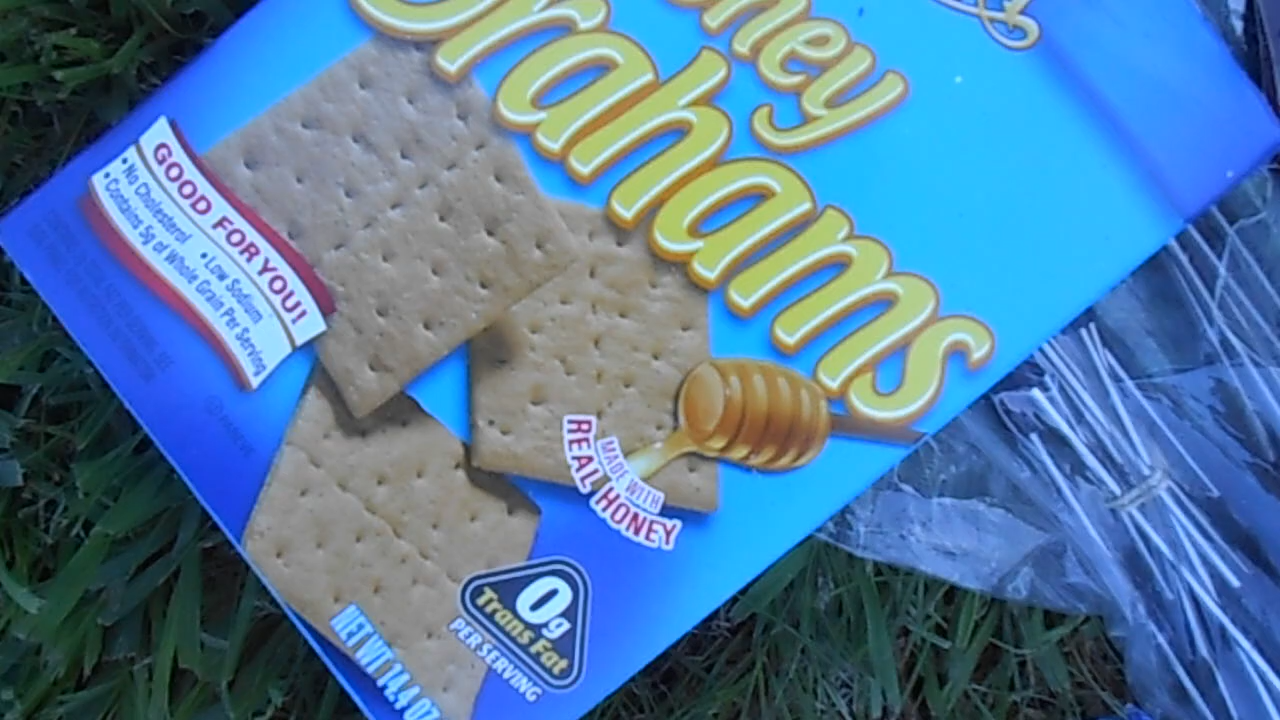 oney
Grahams
GOOD FOR YOU!
• No Cholesterol • Low Sodium
• Contains 5g of Whole Grain Per Serving
MADE WITH
REAL HONEY
0g
Trans Fat
PER SERVING
NET WT 14.4 OZ